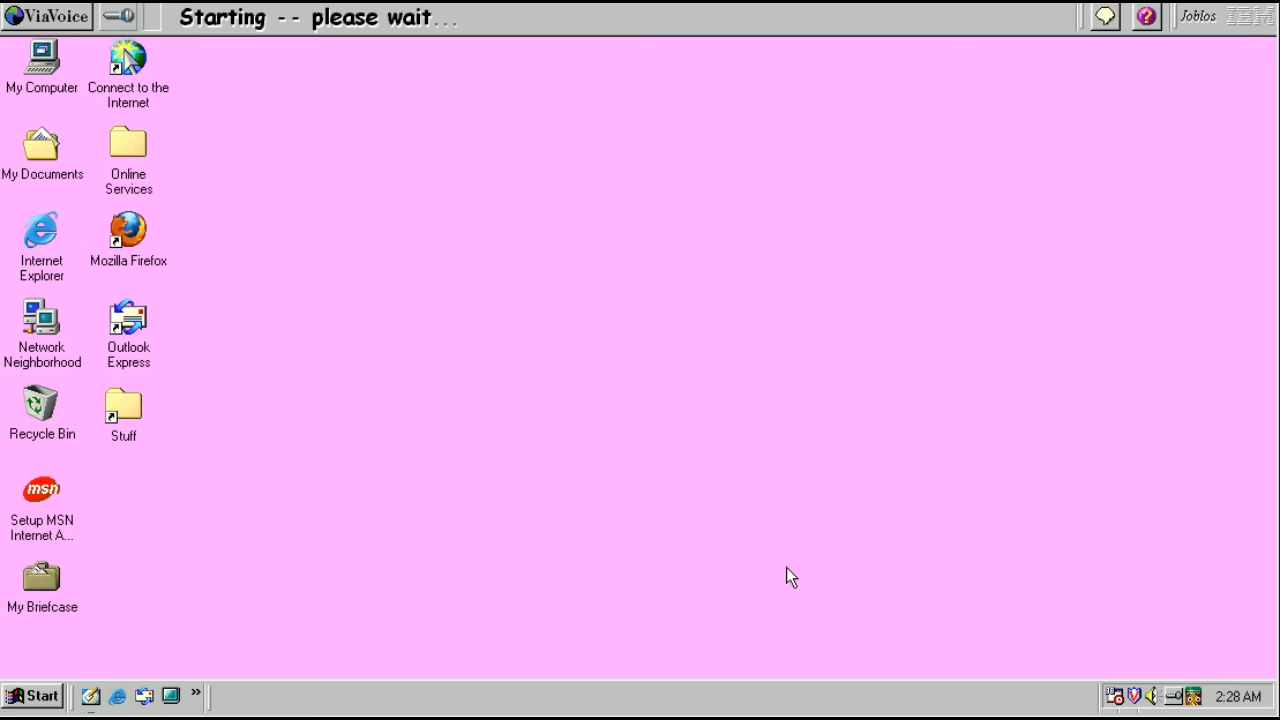 ViaVoice
Starting -- please wait...
?
Joblos
IBM
My Computer
Connect to the
Internet
My Documents
Online
Services
Internet
Explorer
Mozilla Firefox
Network
Neighborhood
Outlook
Express
Recycle Bin
Stuff
msn
Setup MSN
Internet A...
My Briefcase
Start
»
2:28 AM